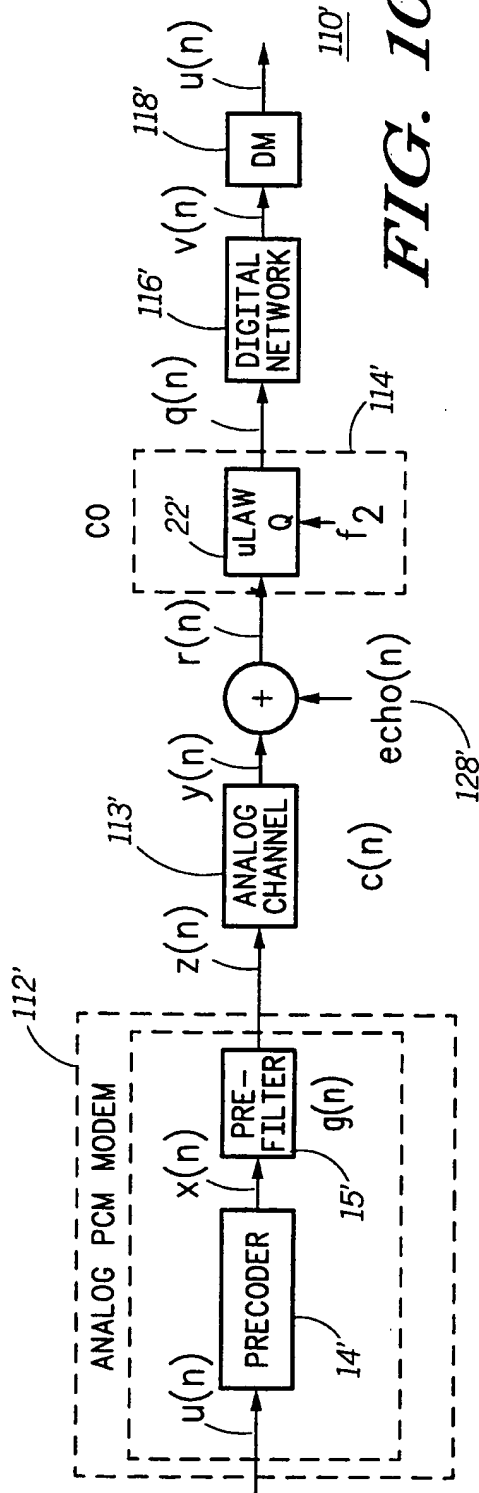 112'
ANALOG PCM MODEM
u(n)
PRECODER
14'
x(n)
PRE-
FILTER
15'
g(n)
z(n)
113'
ANALOG
CHANNEL
c(n)
y(n)
+
echo(n)
128'
r(n)
CO
22'
uLAW
Q
f2
114'
q(n)
116'
DIGITAL
NETWORK
v(n)
118'
DM
u(n)
110'
FIG. 10